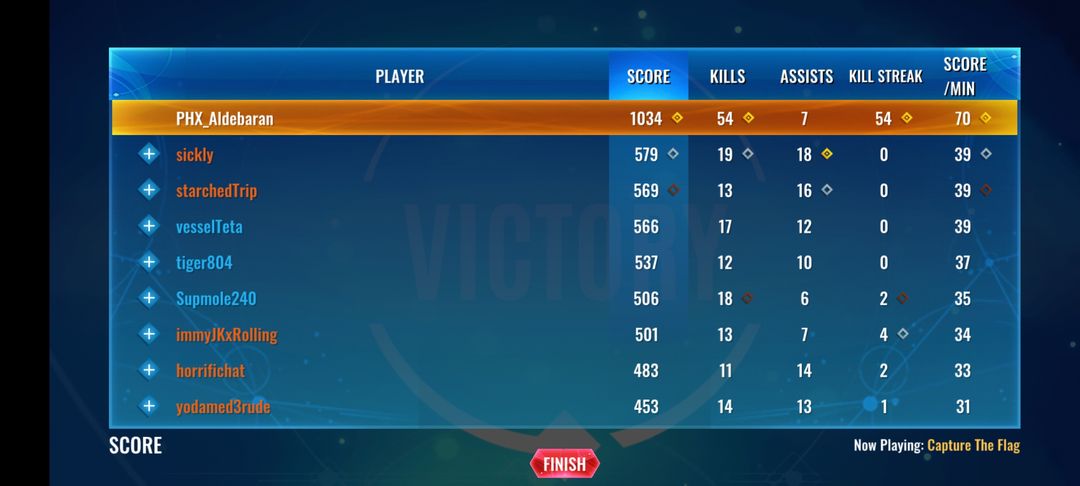 PLAYER SCORE KILLS ASSISTS KILL STREAK SCORE
/MIN
PHX_Aldebaran 1034 54 7 54 70
sickly 579 19 18 0 39
starchedTrip 569 13 16 0 39
vesselTeta 566 17 12 0 39
tiger804 537 12 10 0 37
Supmole240 506 18 6 2 35
immyJKxRolling 501 13 7 4 34
horrifichat 483 11 14 2 33
yodamed3rude 453 14 13 1 31
VICTORY
SCORE Now Playing: Capture The Flag
FINISH